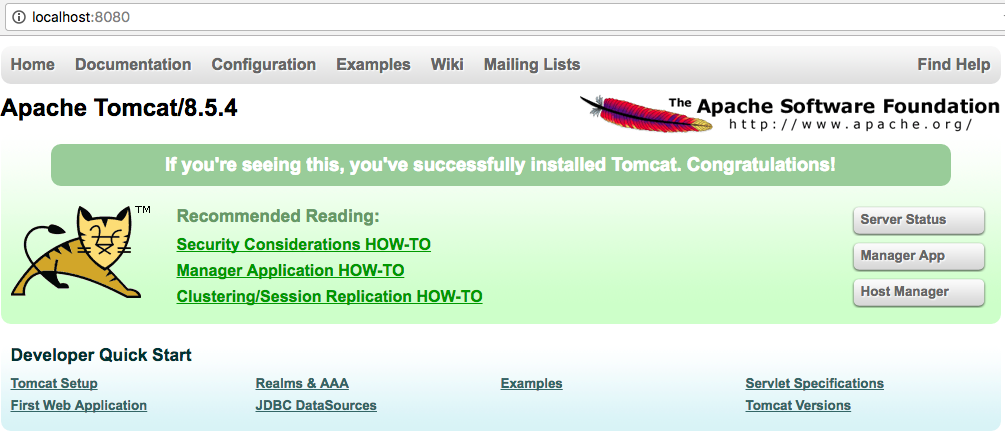 localhost:8080
Home Documentation Configuration Examples Wiki Mailing Lists Find Help
Apache Tomcat/8.5.4
The Apache Software Foundation
http://www.apache.org/
If you're seeing this, you've successfully installed Tomcat. Congratulations!
TM
Recommended Reading:
Security Considerations HOW-TO
Manager Application HOW-TO
Clustering/Session Replication HOW-TO
Server Status
Manager App
Host Manager
Developer Quick Start
Tomcat Setup Realms & AAA Examples Servlet Specifications
First Web Application JDBC DataSources Tomcat Versions